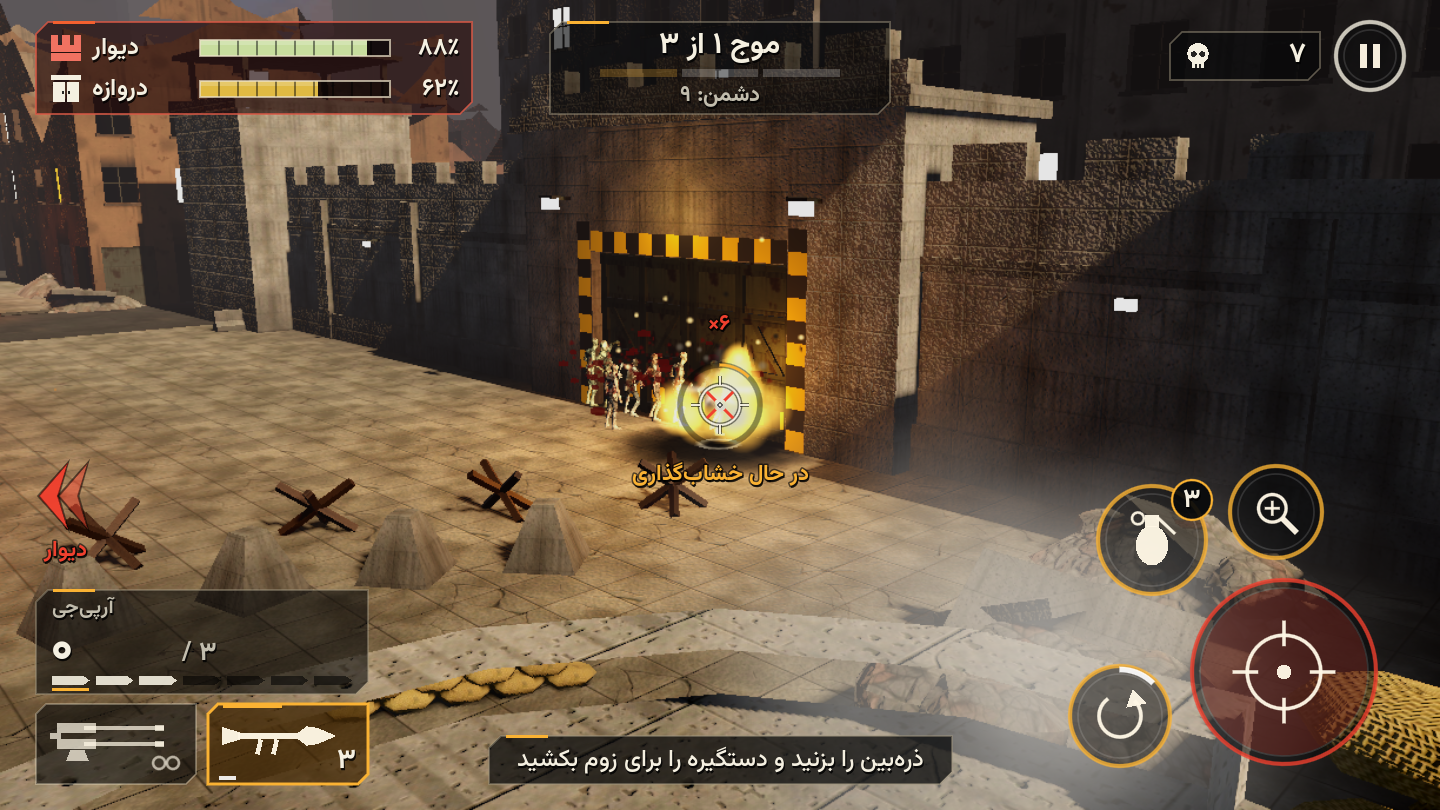 دیوار ۸۸٪
دروازه ۶۲٪
موج ۱ از ۳
دشمن: ۹
۷
×۶
در حال خشاب‌گذاری
دیوار
۳
آرپی‌جی
۰ / ۳
∞
۳
ذره‌بین را بزنید و دستگیره را برای زوم بکشید